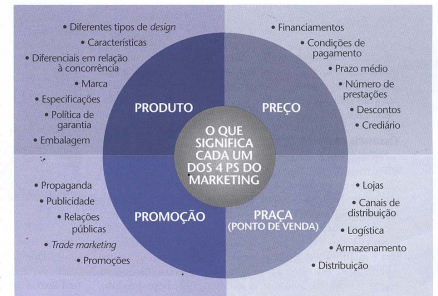 • Diferentes tipos de design
• Características
• Diferenciais em relação
à concorrência
• Marca
• Especificações
• Política de
garantia
• Embalagem
PRODUTO
• Financiamentos
• Condições de
pagamento
• Prazo médio
• Número de
prestações
• Descontos
• Crediário
PREÇO
O QUE
SIGNIFICA
CADA UM
DOS 4 PS DO
MARKETING
• Propaganda
• Publicidade
• Relações
públicas
• Trade marketing
• Promoções
PROMOÇÃO
PRAÇA
(PONTO DE VENDA)
• Lojas
• Canais de
distribuição
• Logística
• Armazenamento
• Distribuição